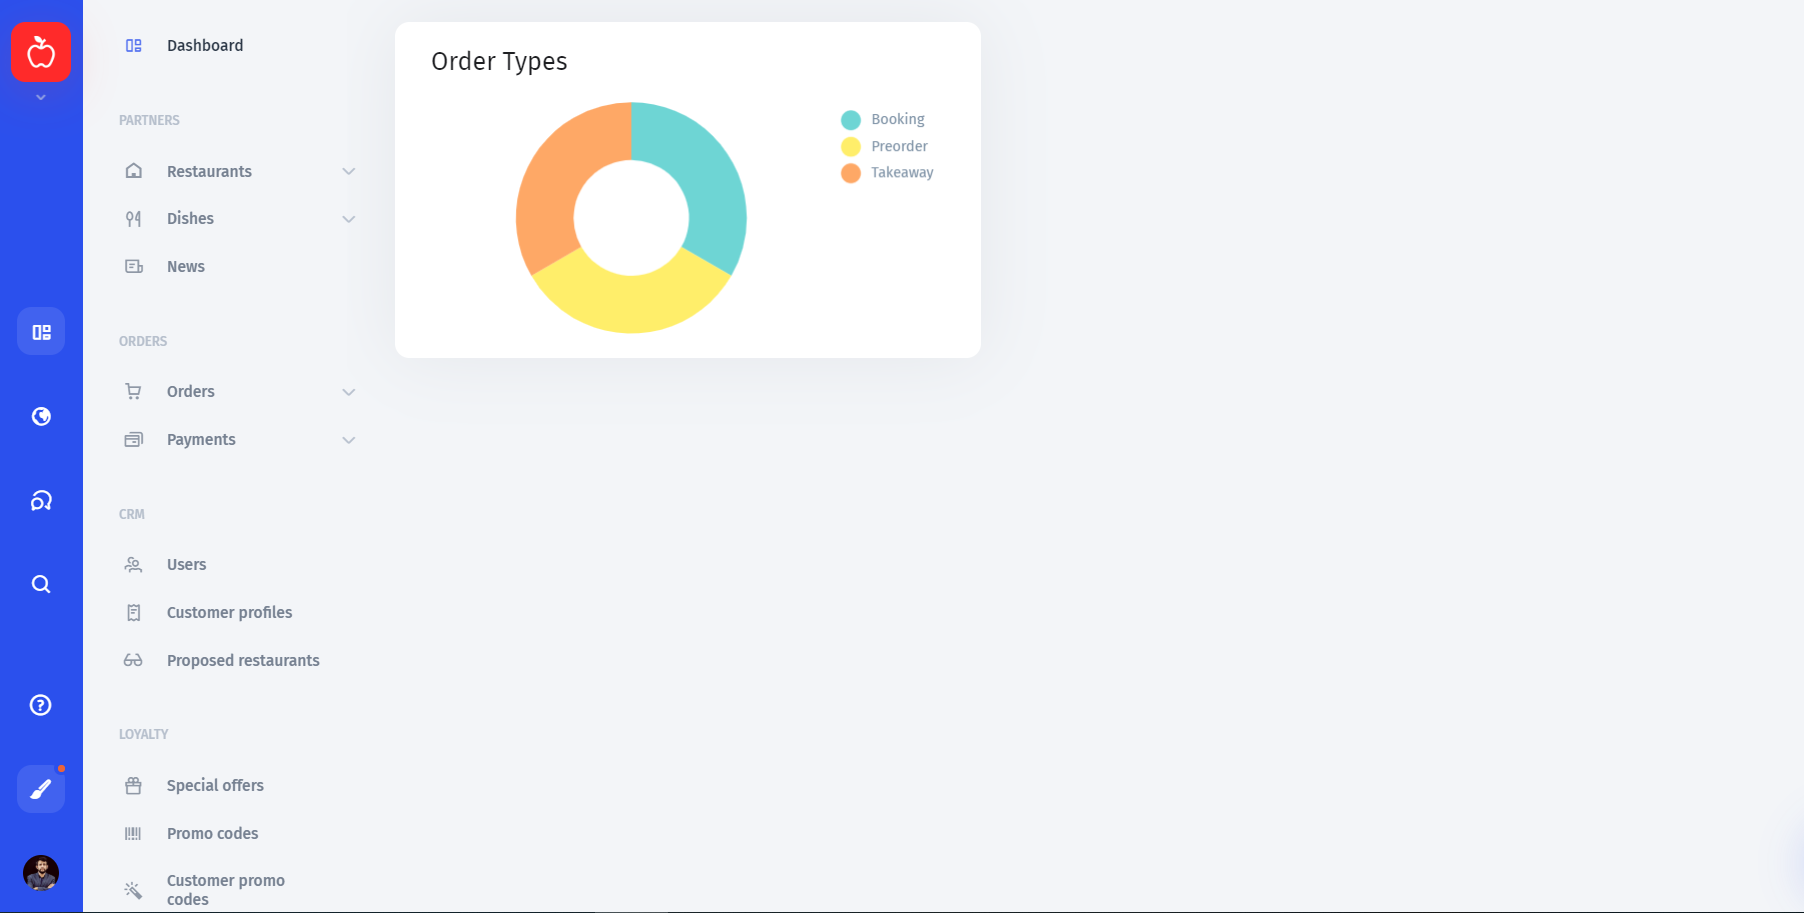 Dashboard
PARTNERS
Restaurants
Dishes
News
ORDERS
Orders
Payments
CRM
Users
Customer profiles
Proposed restaurants
LOYALTY
Special offers
Promo codes
Customer promo
codes
Order Types
Booking
Preorder
Takeaway